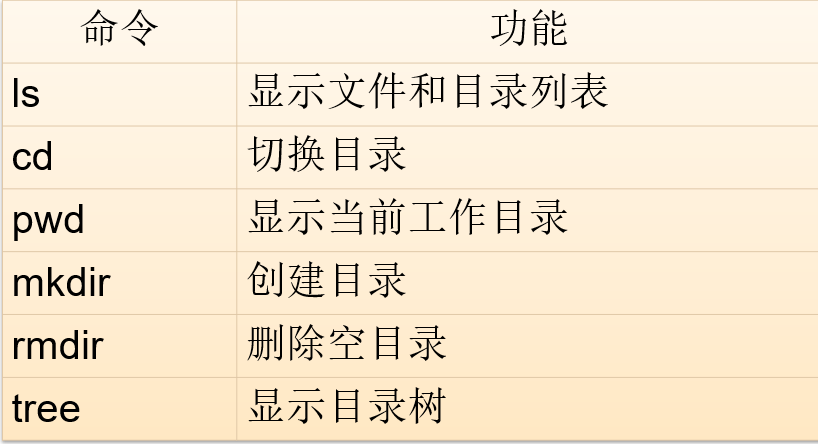 命令 功能
ls 显示文件和目录列表
cd 切换目录
pwd 显示当前工作目录
mkdir 创建目录
rmdir 删除空目录
tree 显示目录树